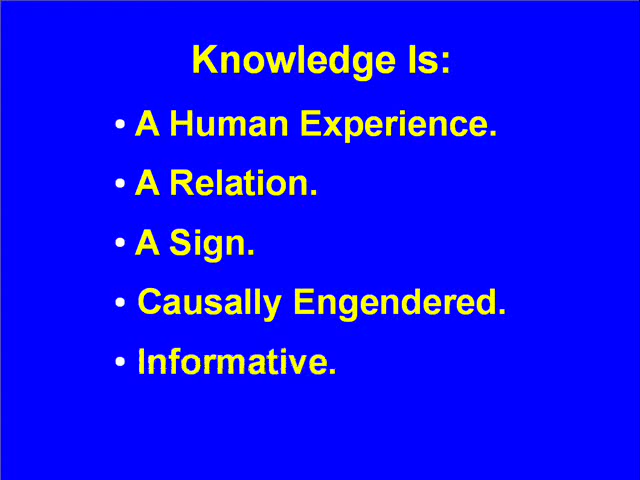 Knowledge Is:
• A Human Experience.
• A Relation.
• A Sign.
• Causally Engendered.
• Informative.